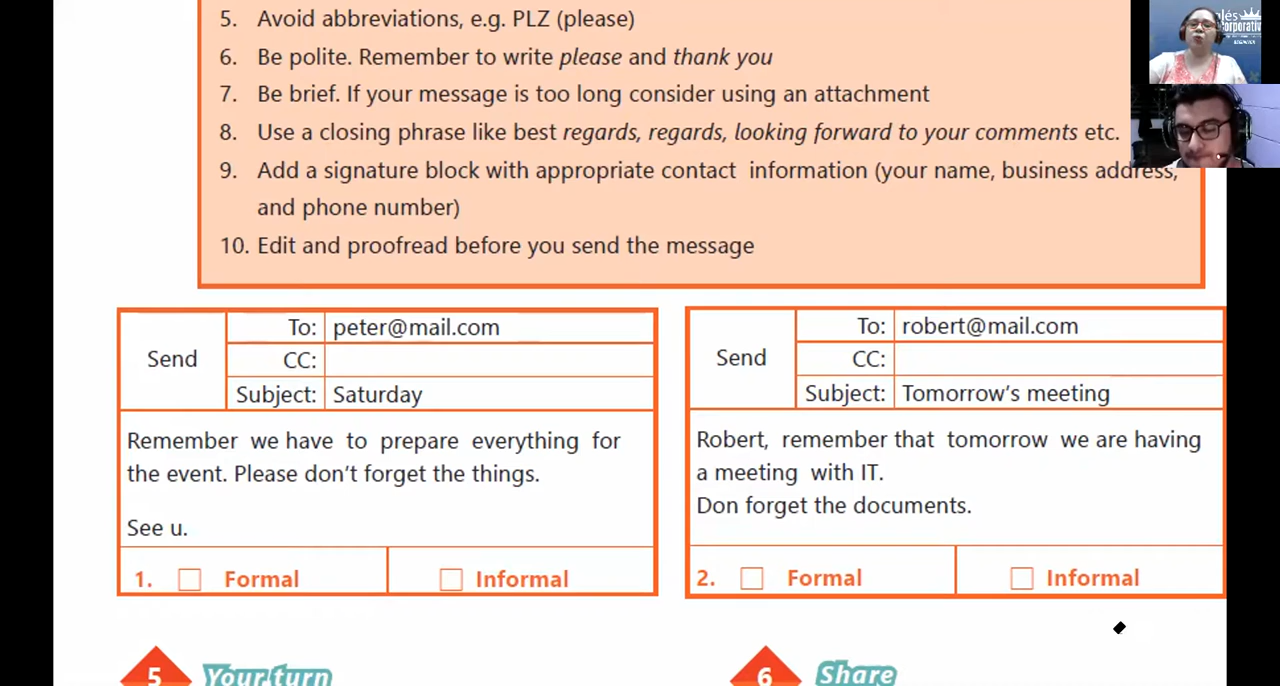 5. Avoid abbreviations, e.g. PLZ (please)
6. Be polite. Remember to write please and thank you
7. Be brief. If your message is too long consider using an attachment
8. Use a closing phrase like best regards, regards, looking forward to your comments etc.
9. Add a signature block with appropriate contact information (your name, business address,
and phone number)
10. Edit and proofread before you send the message
Send
To: peter@mail.com
CC:
Subject: Saturday
Remember we have to prepare everything for
the event. Please don't forget the things.
See u.
1. Formal
Informal
Send
To: robert@mail.com
CC:
Subject: Tomorrow's meeting
Robert, remember that tomorrow we are having
a meeting with IT.
Don forget the documents.
2. Formal
Informal
5 Your turn
6 Share